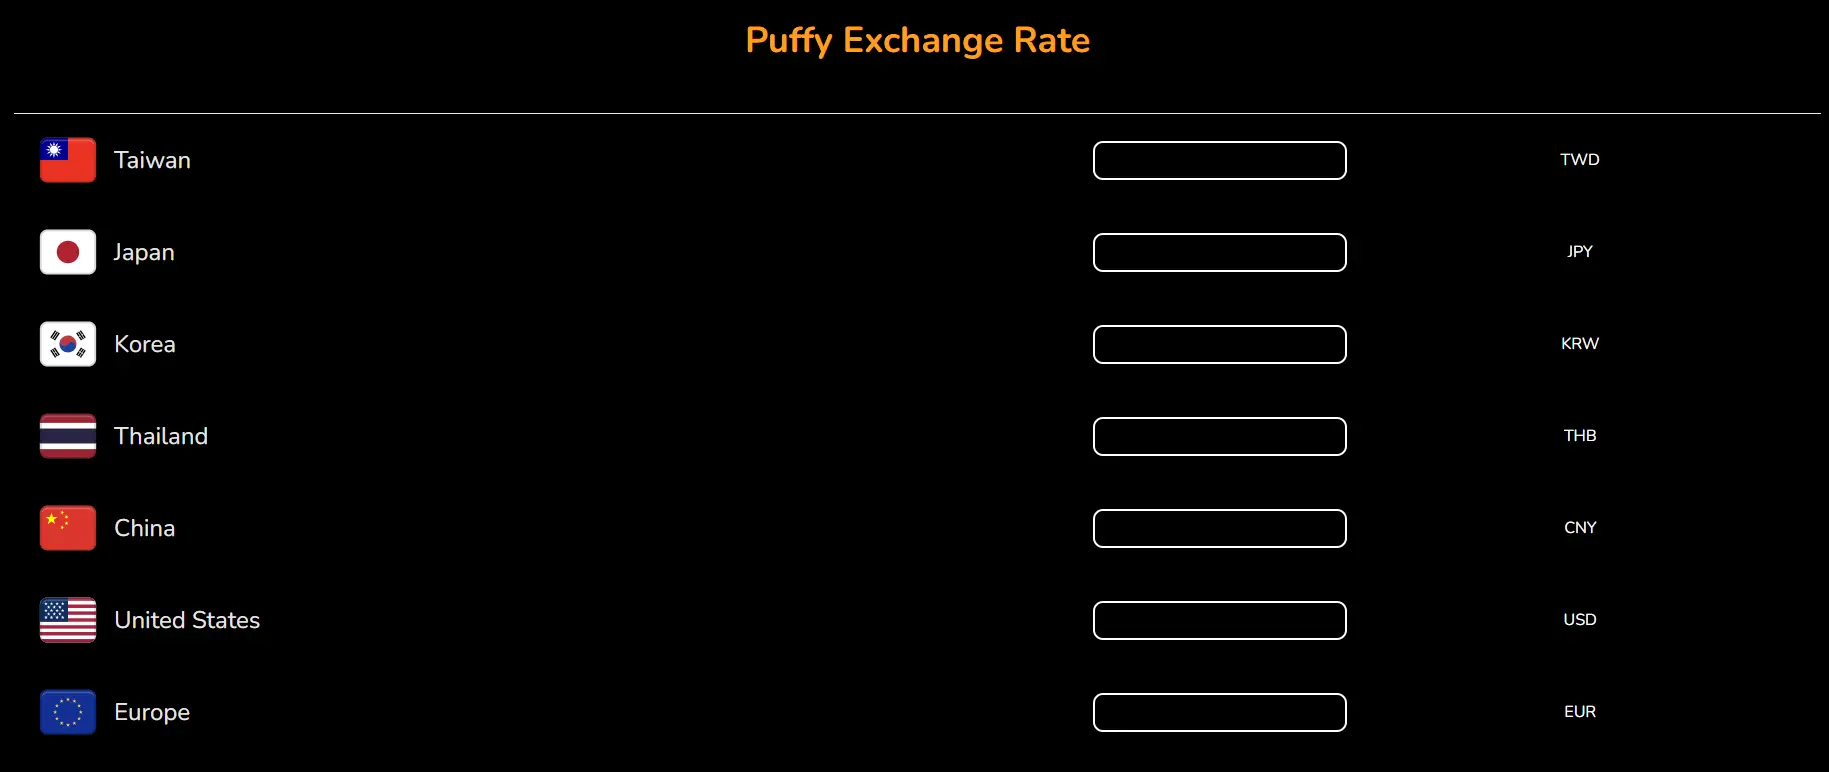 Puffy Exchange Rate
Taiwan TWD
Japan JPY
Korea KRW
Thailand THB
China CNY
United States USD
Europe EUR